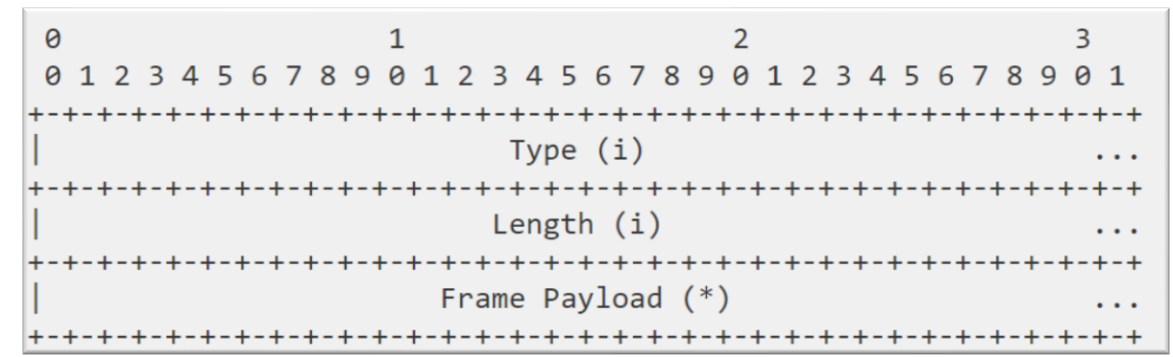 0                   1                   2                   3
0 1 2 3 4 5 6 7 8 9 0 1 2 3 4 5 6 7 8 9 0 1 2 3 4 5 6 7 8 9 0 1
+-+-+-+-+-+-+-+-+-+-+-+-+-+-+-+-+-+-+-+-+-+-+-+-+-+-+-+-+-+-+-+-+
|                           Type (i)                          ...
+-+-+-+-+-+-+-+-+-+-+-+-+-+-+-+-+-+-+-+-+-+-+-+-+-+-+-+-+-+-+-+-+
|                          Length (i)                         ...
+-+-+-+-+-+-+-+-+-+-+-+-+-+-+-+-+-+-+-+-+-+-+-+-+-+-+-+-+-+-+-+-+
|                       Frame Payload (*)                     ...
+-+-+-+-+-+-+-+-+-+-+-+-+-+-+-+-+-+-+-+-+-+-+-+-+-+-+-+-+-+-+-+-+